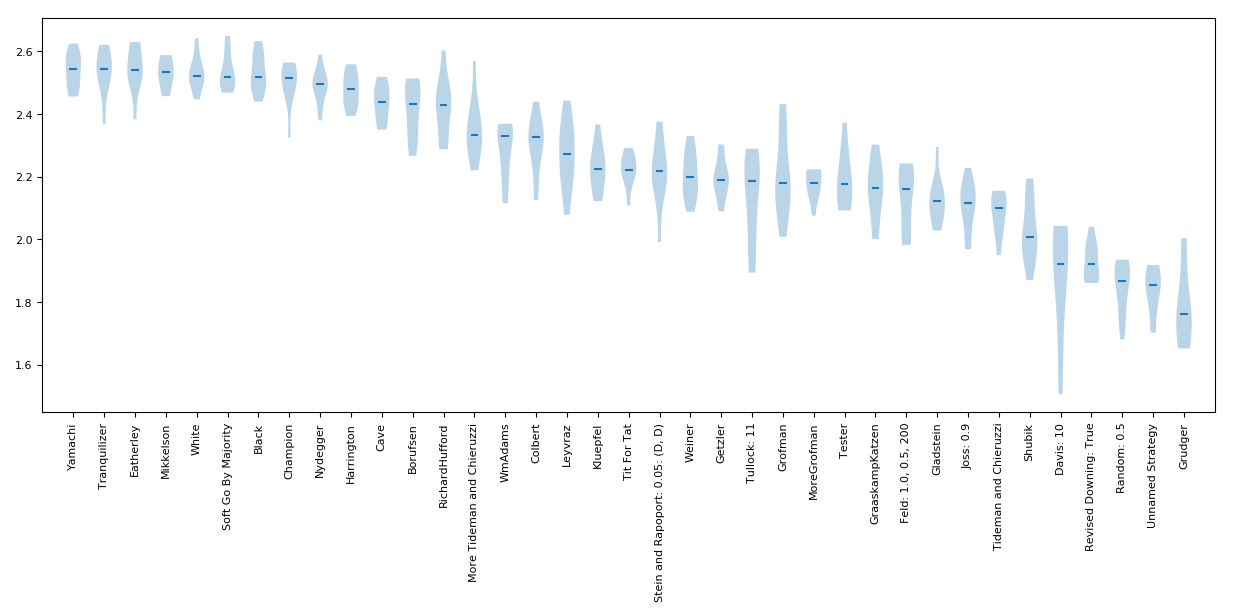 2.6
2.4
2.2
2.0
1.8
1.6
Yamachi
Tranquilizer
Eatherley
Mikkelson
White
Soft Go By Majority
Black
Champion
Nydegger
Harrington
Cave
Borufsen
RichardHufford
More Tideman and Chieruzzi
WmAdams
Colbert
Leyvraz
Kluepfel
Tit For Tat
Stein and Rapoport: 0.05: (D, D)
Weiner
Getzler
Tullock: 11
Grofman
MoreGrofman
Tester
GraaskampKatzen
Feld: 1.0, 0.5, 200
Gladstein
Joss: 0.9
Tideman and Chieruzzi
Shubik
Davis: 10
Revised Downing: True
Random: 0.5
Unnamed Strategy
Grudger